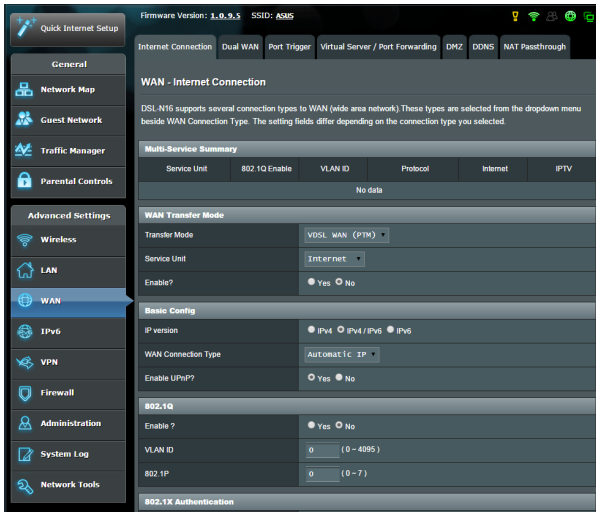 Firmware Version: 1.0.9.5 SSID: ASUS
Quick Internet Setup
General
Network Map
Guest Network
Traffic Manager
Parental Controls
Advanced Settings
Wireless
LAN
WAN
IPv6
VPN
Firewall
Administration
System Log
Network Tools
Internet Connection Dual WAN Port Trigger Virtual Server / Port Forwarding DMZ DDNS NAT Passthrough
WAN - Internet Connection
DSL-N16 supports several connection types to WAN (wide area network).These types are selected from the dropdown menu
beside WAN Connection Type. The setting fields differ depending on the connection type you selected.
Multi-Service Summary
Service Unit 802.1Q Enable VLAN ID Protocol Internet IPTV
No data
WAN Transfer Mode
Transfer Mode VDSL WAN (PTM)
Service Unit Internet
Enable? Yes No
Basic Config
IP version IPv4 IPv4 / IPv6 IPv6
WAN Connection Type Automatic IP
Enable UPnP? Yes No
802.1Q
Enable ? Yes No
VLAN ID 0 ( 0 – 4095 )
802.1P 0 ( 0 – 7 )
802.1X Authentication